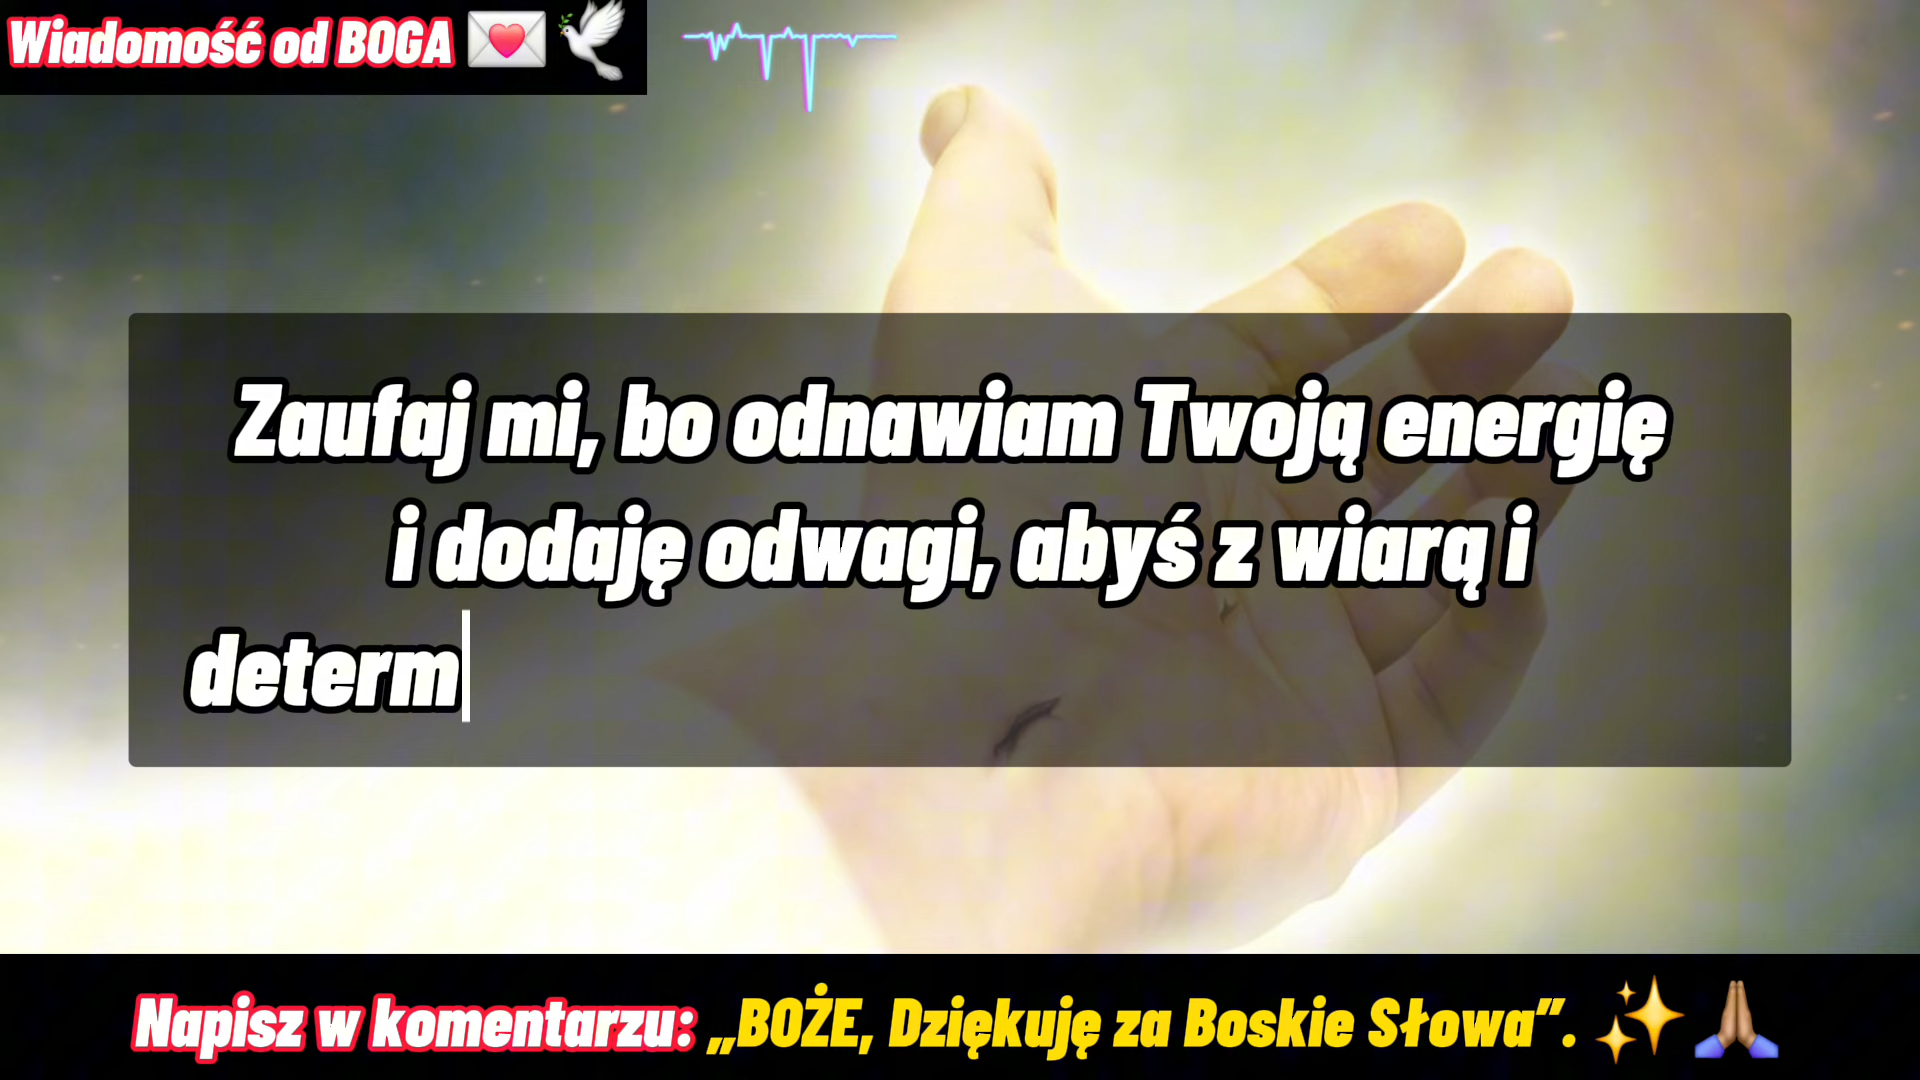 Wiadomość od BOGA 💌🕊️
Zaufaj mi, bo odnawiam Twoją energię
i dodaję odwagi, abyś z wiarą i
determ
Napisz w komentarzu: „BOŻE, Dziękuję za Boskie Słowa”. ✨🙏🏽